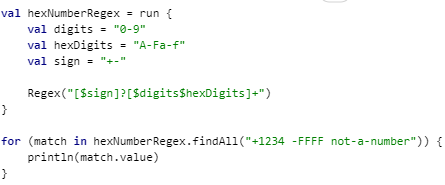 val hexNumberRegex = run {
    val digits = "0-9"
    val hexDigits = "A-Fa-f"
    val sign = "+-"

    Regex("[$sign]?[$digits$hexDigits]+")
}

for (match in hexNumberRegex.findAll("+1234 -FFFF not-a-number")) {
    println(match.value)
}